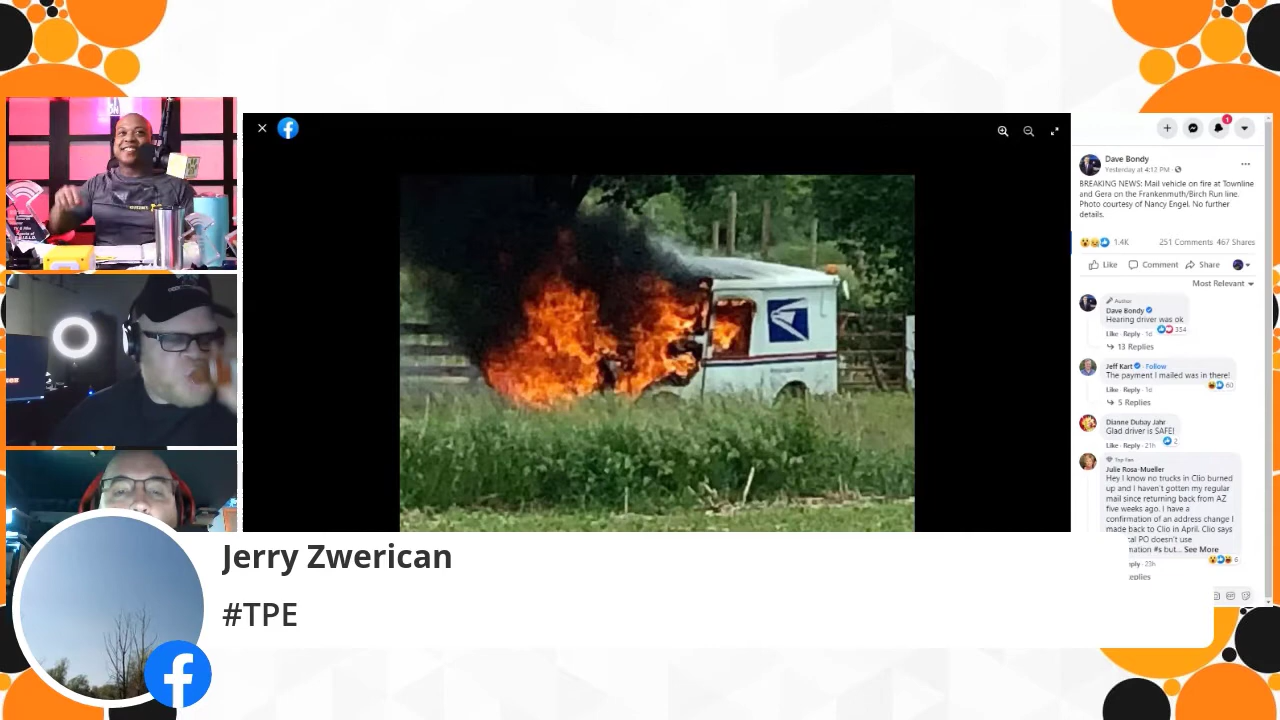 Dave Bondy
Yesterday at 4:12 PM
BREAKING NEWS: Mail vehicle on fire at Townline
and Gera on the Frankenmuth/Birch Run line.
Photo courtesy of Nancy Engel. No further
details.
1.4K 251 Comments 467 Shares
Like Comment Share
Most Relevant
Author
Dave Bondy
Hearing driver was ok
354
Like · Reply · 1d
13 Replies
Jeff Kart · Follow
The payment I mailed was in there!
60
Like · Reply · 1d
5 Replies
Dianne Dubay Jahr
Glad driver is SAFE!
Like · Reply · 21h 2
Top Fan
Julie Rosa-Mueller
Hey I know no trucks in Clio burned
up and I haven't gotten my regular
mail since returning back from AZ
five weeks ago. I have a
confirmation of an address change I
made back to Clio in April. Clio says
cal PO doesn't use
mation #s but... See More
6
eply · 23h
eplies
Jerry Zwerican
#TPE